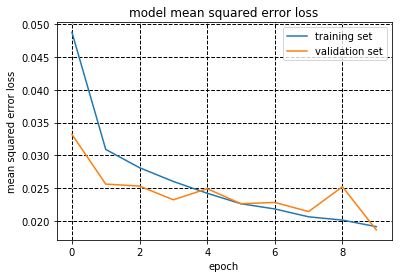 model mean squared error loss
training set
validation set
mean squared error loss
0.050
0.045
0.040
0.035
0.030
0.025
0.020
0 2 4 6 8
epoch